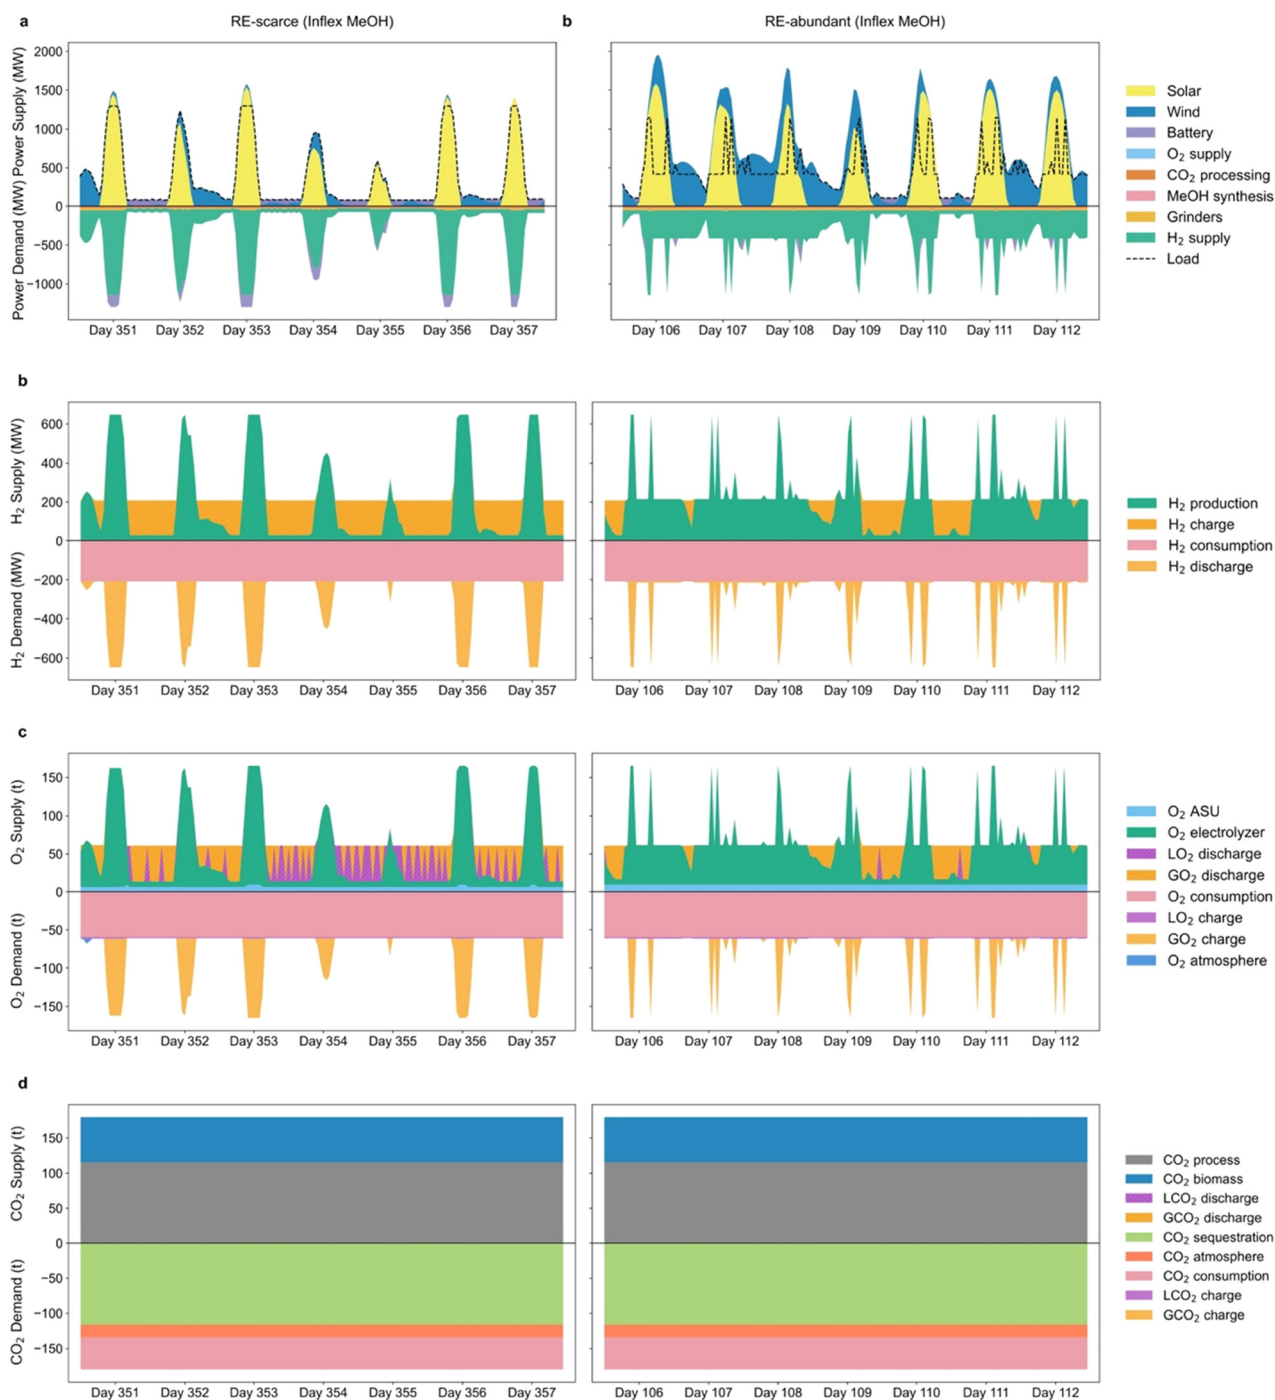 a
RE-scarce (Inflex MeOH)
b
RE-abundant (Inflex MeOH)
Power Demand (MW) Power Supply (MW)
2000
1500
1000
500
0
−500
−1000
Day 351 Day 352 Day 353 Day 354 Day 355 Day 356 Day 357
Day 106 Day 107 Day 108 Day 109 Day 110 Day 111 Day 112
Solar
Wind
Battery
O₂ supply
CO₂ processing
MeOH synthesis
Grinders
H₂ supply
Load
b
H₂ Demand (MW) H₂ Supply (MW)
600
400
200
0
−200
−400
−600
Day 351 Day 352 Day 353 Day 354 Day 355 Day 356 Day 357
Day 106 Day 107 Day 108 Day 109 Day 110 Day 111 Day 112
H₂ production
H₂ charge
H₂ consumption
H₂ discharge
c
O₂ Demand (t) O₂ Supply (t)
150
100
50
0
−50
−100
−150
Day 351 Day 352 Day 353 Day 354 Day 355 Day 356 Day 357
Day 106 Day 107 Day 108 Day 109 Day 110 Day 111 Day 112
O₂ ASU
O₂ electrolyzer
LO₂ discharge
GO₂ discharge
O₂ consumption
LO₂ charge
GO₂ charge
O₂ atmosphere
d
CO₂ Demand (t) CO₂ Supply (t)
150
100
50
0
−50
−100
−150
Day 351 Day 352 Day 353 Day 354 Day 355 Day 356 Day 357
Day 106 Day 107 Day 108 Day 109 Day 110 Day 111 Day 112
CO₂ process
CO₂ biomass
LCO₂ discharge
GCO₂ discharge
CO₂ sequestration
CO₂ atmosphere
CO₂ consumption
LCO₂ charge
GCO₂ charge